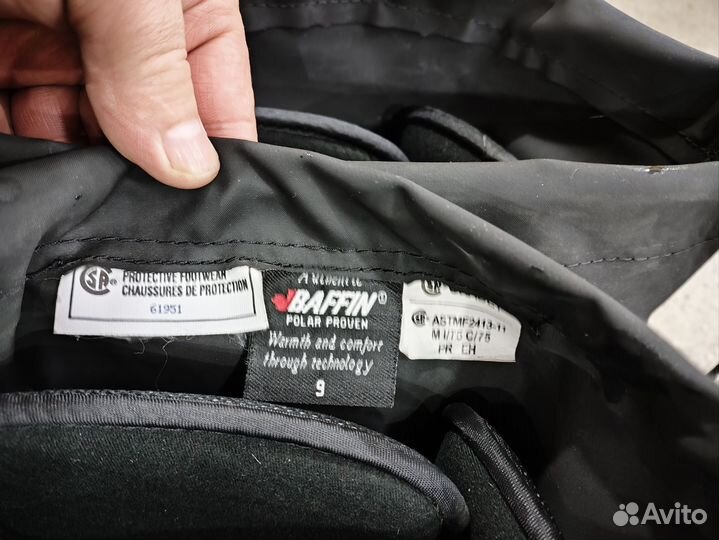 PROTECTIVE FOOTWEAR
CHAUSSURES DE PROTECTION
61951
Authentic
BAFFIN
POLAR PROVEN
Warmth and comfort
through technology
9
ASTMF2413-11
M I/75 C/75
PR EH
Avito